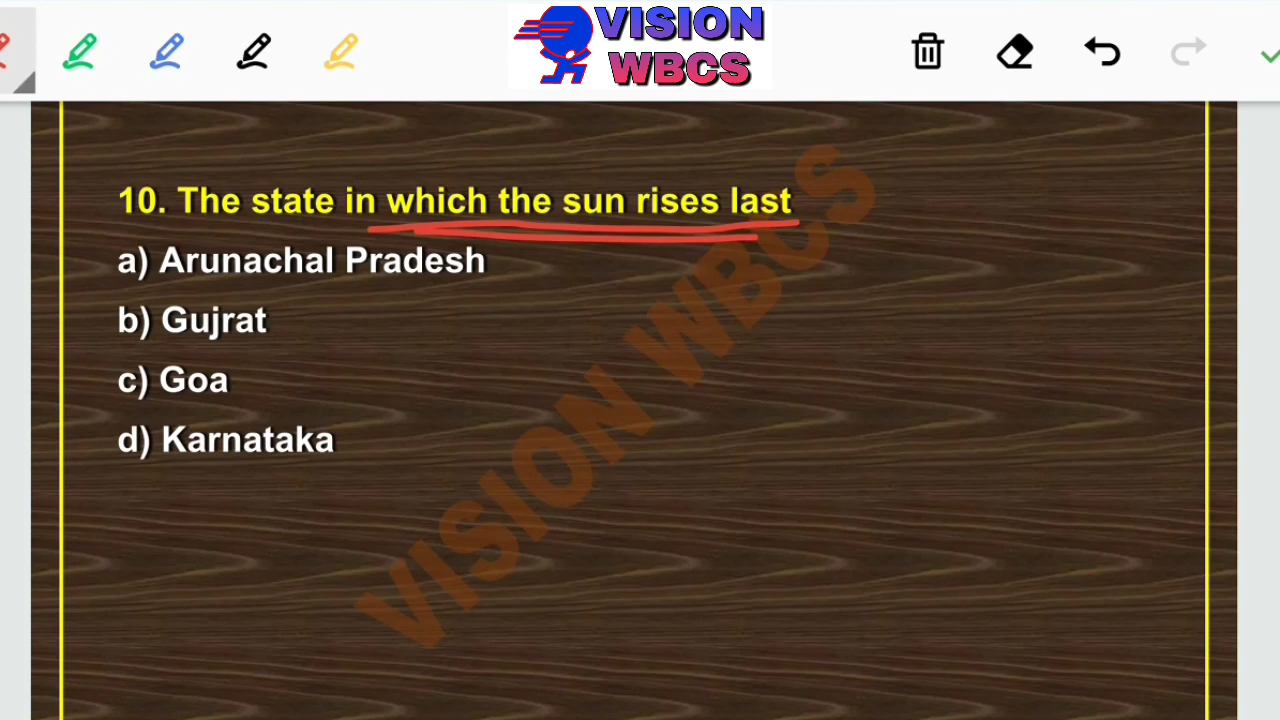 VISION
WBCS
10. The state in which the sun rises last
a) Arunachal Pradesh
b) Gujrat
c) Goa
d) Karnataka
VISION WBCS